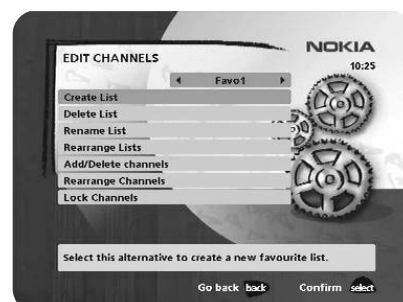 NOKIA
EDIT CHANNELS
10:25
Favo1
Create List
Delete List
Rename List
Rearrange Lists
Add/Delete channels
Rearrange Channels
Lock Channels
Select this alternative to create a new favourite list.
Go back back Confirm select